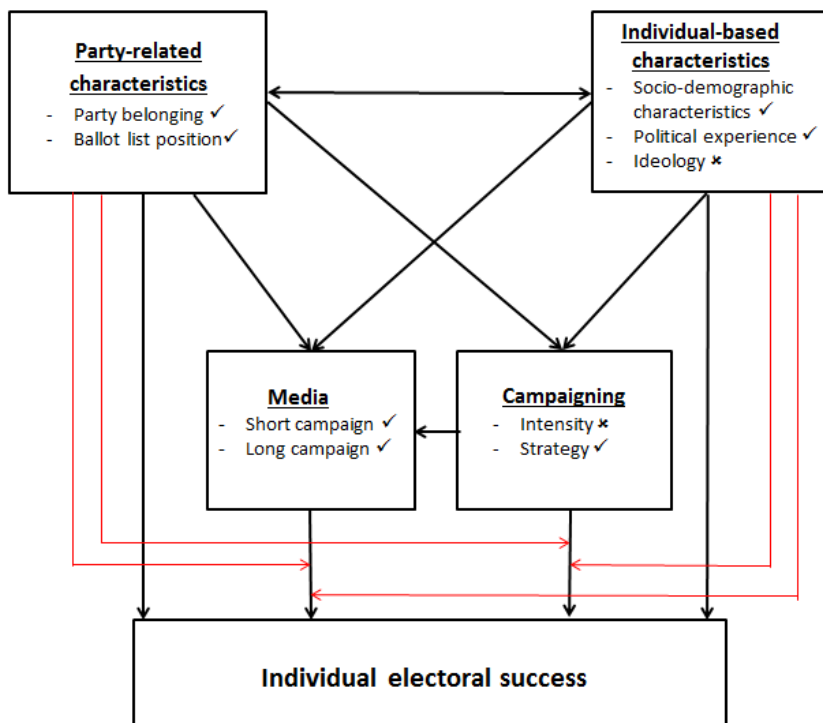 Party-related
characteristics
- Party belonging ✓
- Ballot list position ✓
Individual-based
characteristics
- Socio-demographic
characteristics ✓
- Political experience ✓
- Ideology ✖
Media
- Short campaign ✓
- Long campaign ✓
Campaigning
- Intensity ✖
- Strategy ✓
Individual electoral success